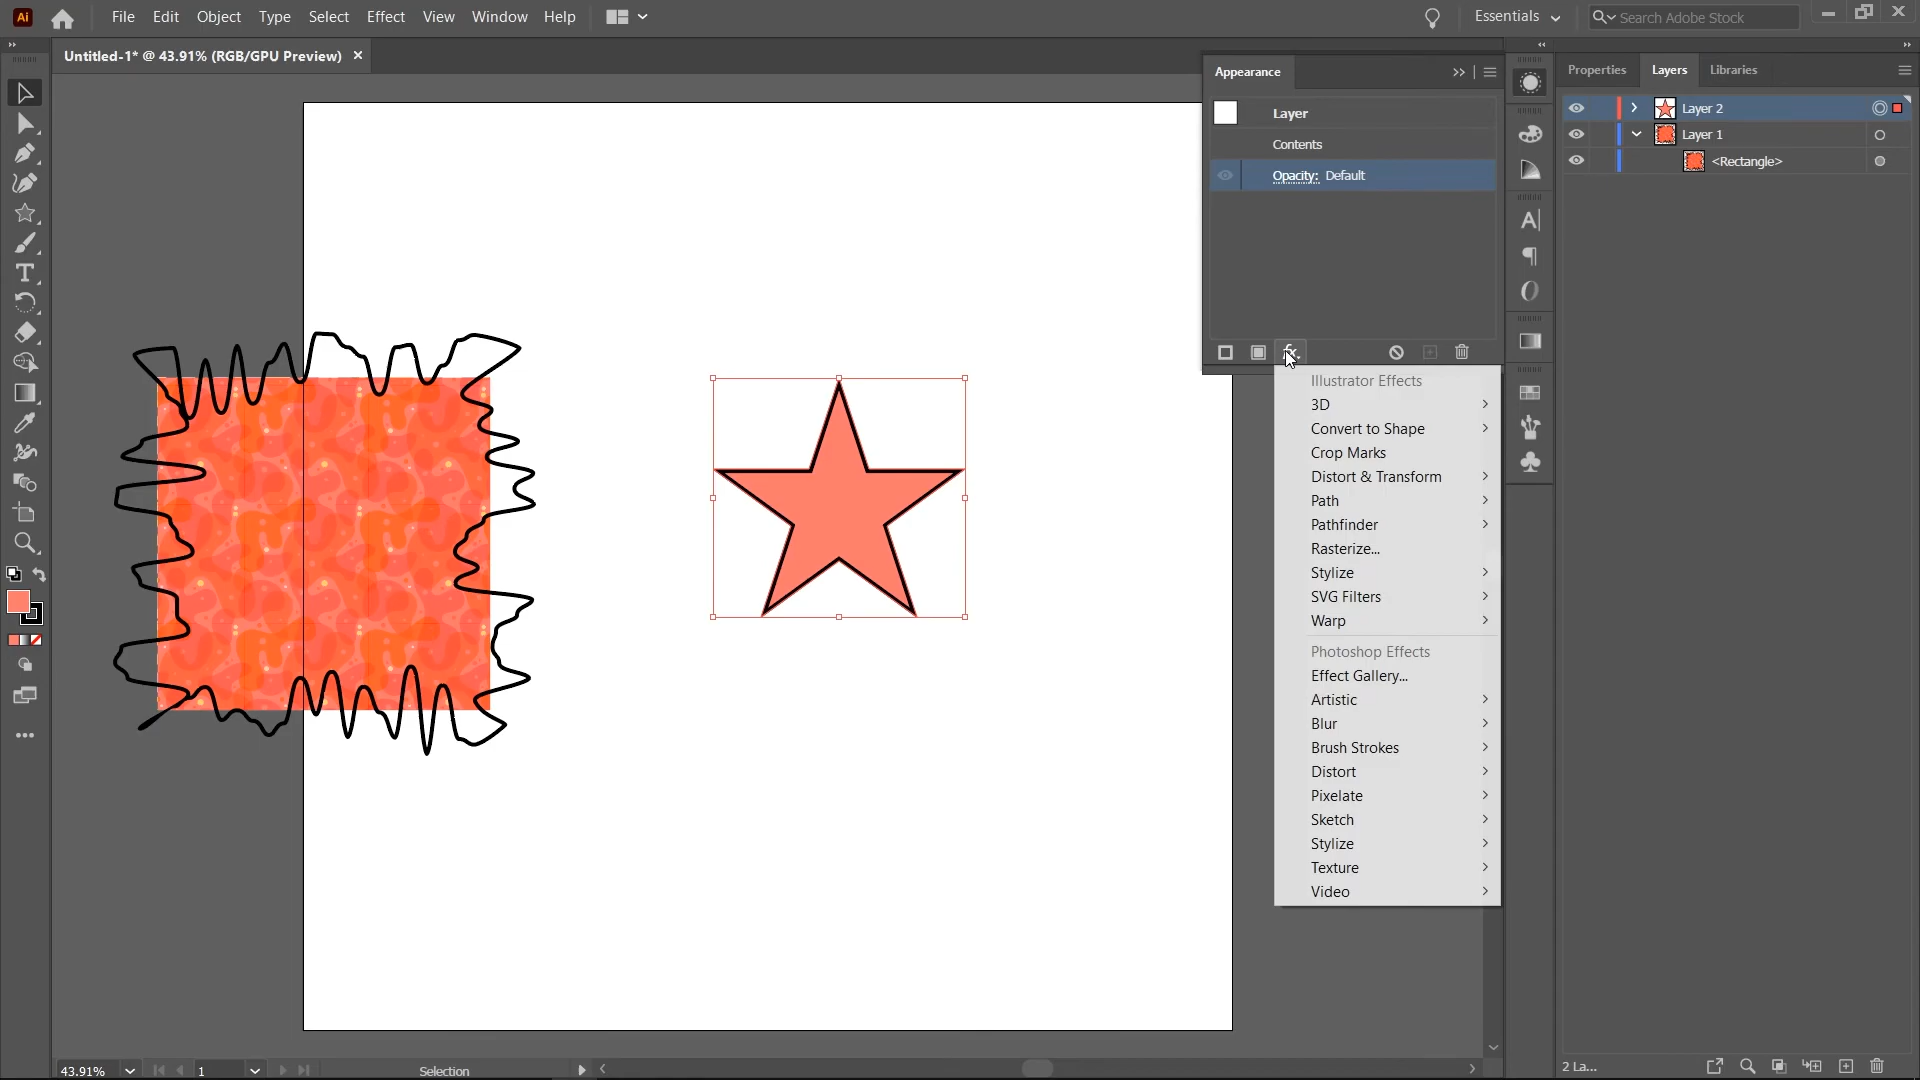 Ai
File Edit Object Type Select Effect View Window Help
Essentials
Search Adobe Stock
Untitled-1* @ 43.91% (RGB/GPU Preview)
Appearance
Layer
Contents
Opacity: Default
Illustrator Effects
3D
Convert to Shape
Crop Marks
Distort & Transform
Path
Pathfinder
Rasterize...
Stylize
SVG Filters
Warp
Photoshop Effects
Effect Gallery...
Artistic
Blur
Brush Strokes
Distort
Pixelate
Sketch
Stylize
Texture
Video
Properties Layers Libraries
Layer 2
Layer 1
<Rectangle>
43.91%
1
Selection
2 La...